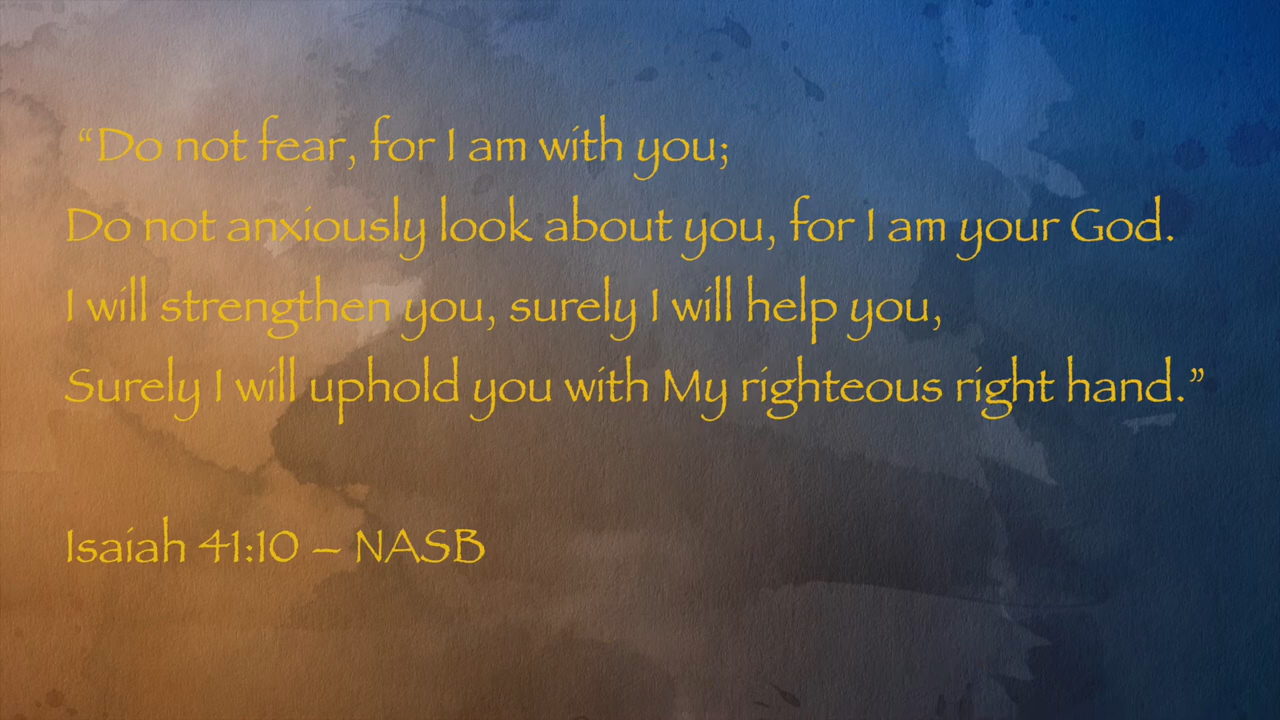 “Do not fear, for I am with you;
Do not anxiously look about you, for I am your God.
I will strengthen you, surely I will help you,
Surely I will uphold you with My righteous right hand.”
Isaiah 41:10 – NASB